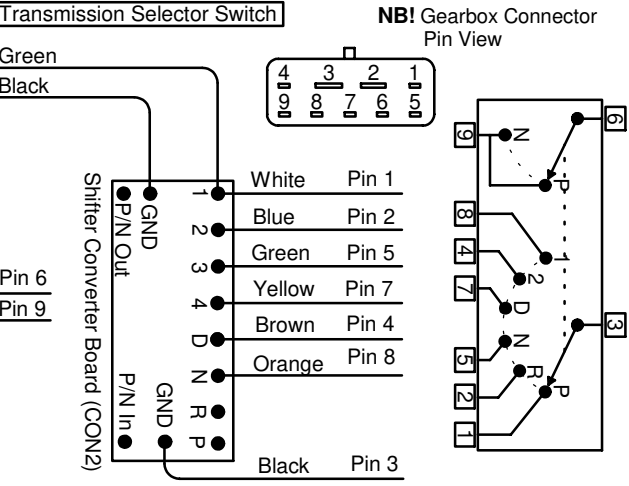 Transmission Selector Switch
NB! Gearbox Connector
Pin View
Green
Black
4 3 2 1
9 8 7 6 5
White Pin 1
Blue Pin 2
Green Pin 5
Yellow Pin 7
Brown Pin 4
Orange Pin 8
Black Pin 3
Pin 6
Pin 9
Shifter Converter Board (CON2)
P/N Out
GND
P/N In
GND
1
2
3
4
D
N
R
P
9
8
4
7
5
2
1
6
3
N
P
1
2
D
N
R
P